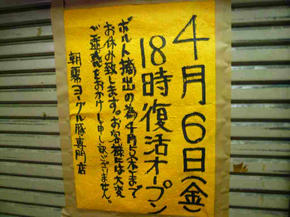 4月6日(金)
18時復活オープン
ボルト摘出の為4月5日まで
お休み致します。お客様には大変
ご迷惑をおかけし申し訳ございません。
朝霞ヨーグル豚専門店